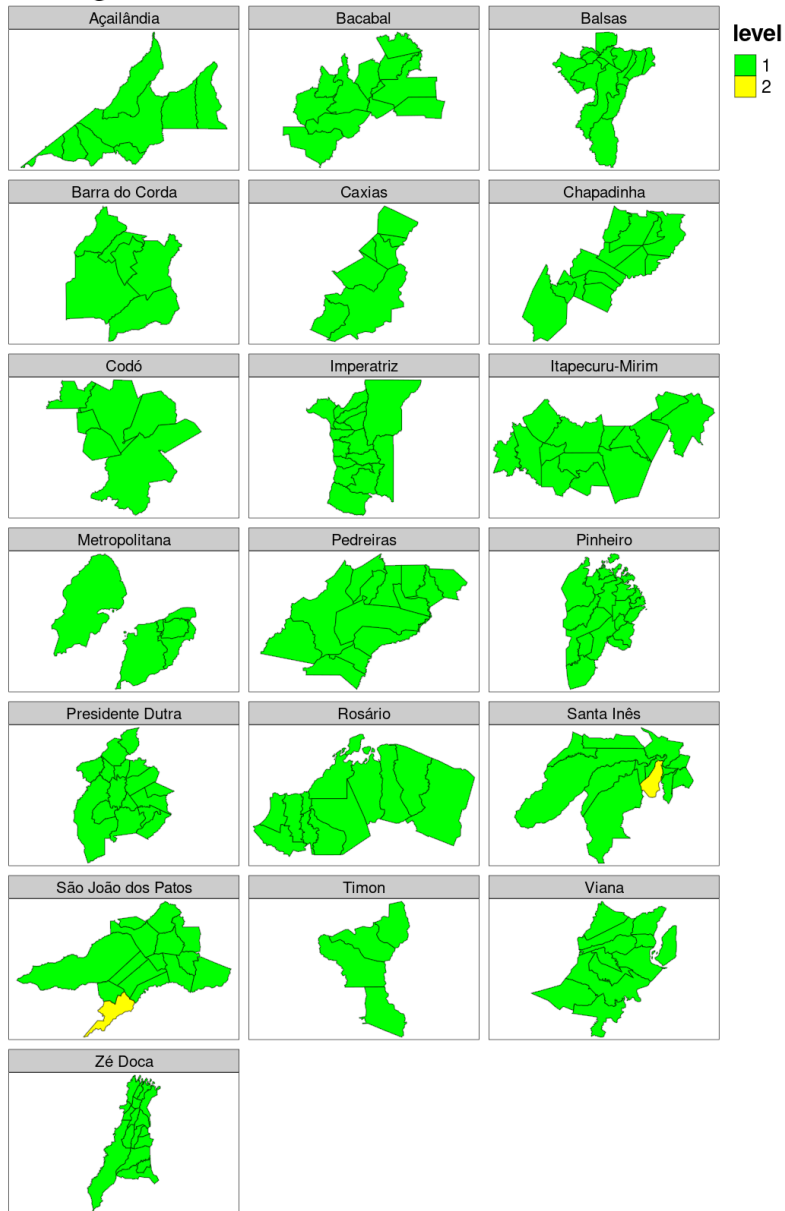 Açailândia
Bacabal
Balsas
level
1
2
Barra do Corda
Caxias
Chapadinha
Codó
Imperatriz
Itapecuru-Mirim
Metropolitana
Pedreiras
Pinheiro
Presidente Dutra
Rosário
Santa Inês
São João dos Patos
Timon
Viana
Zé Doca